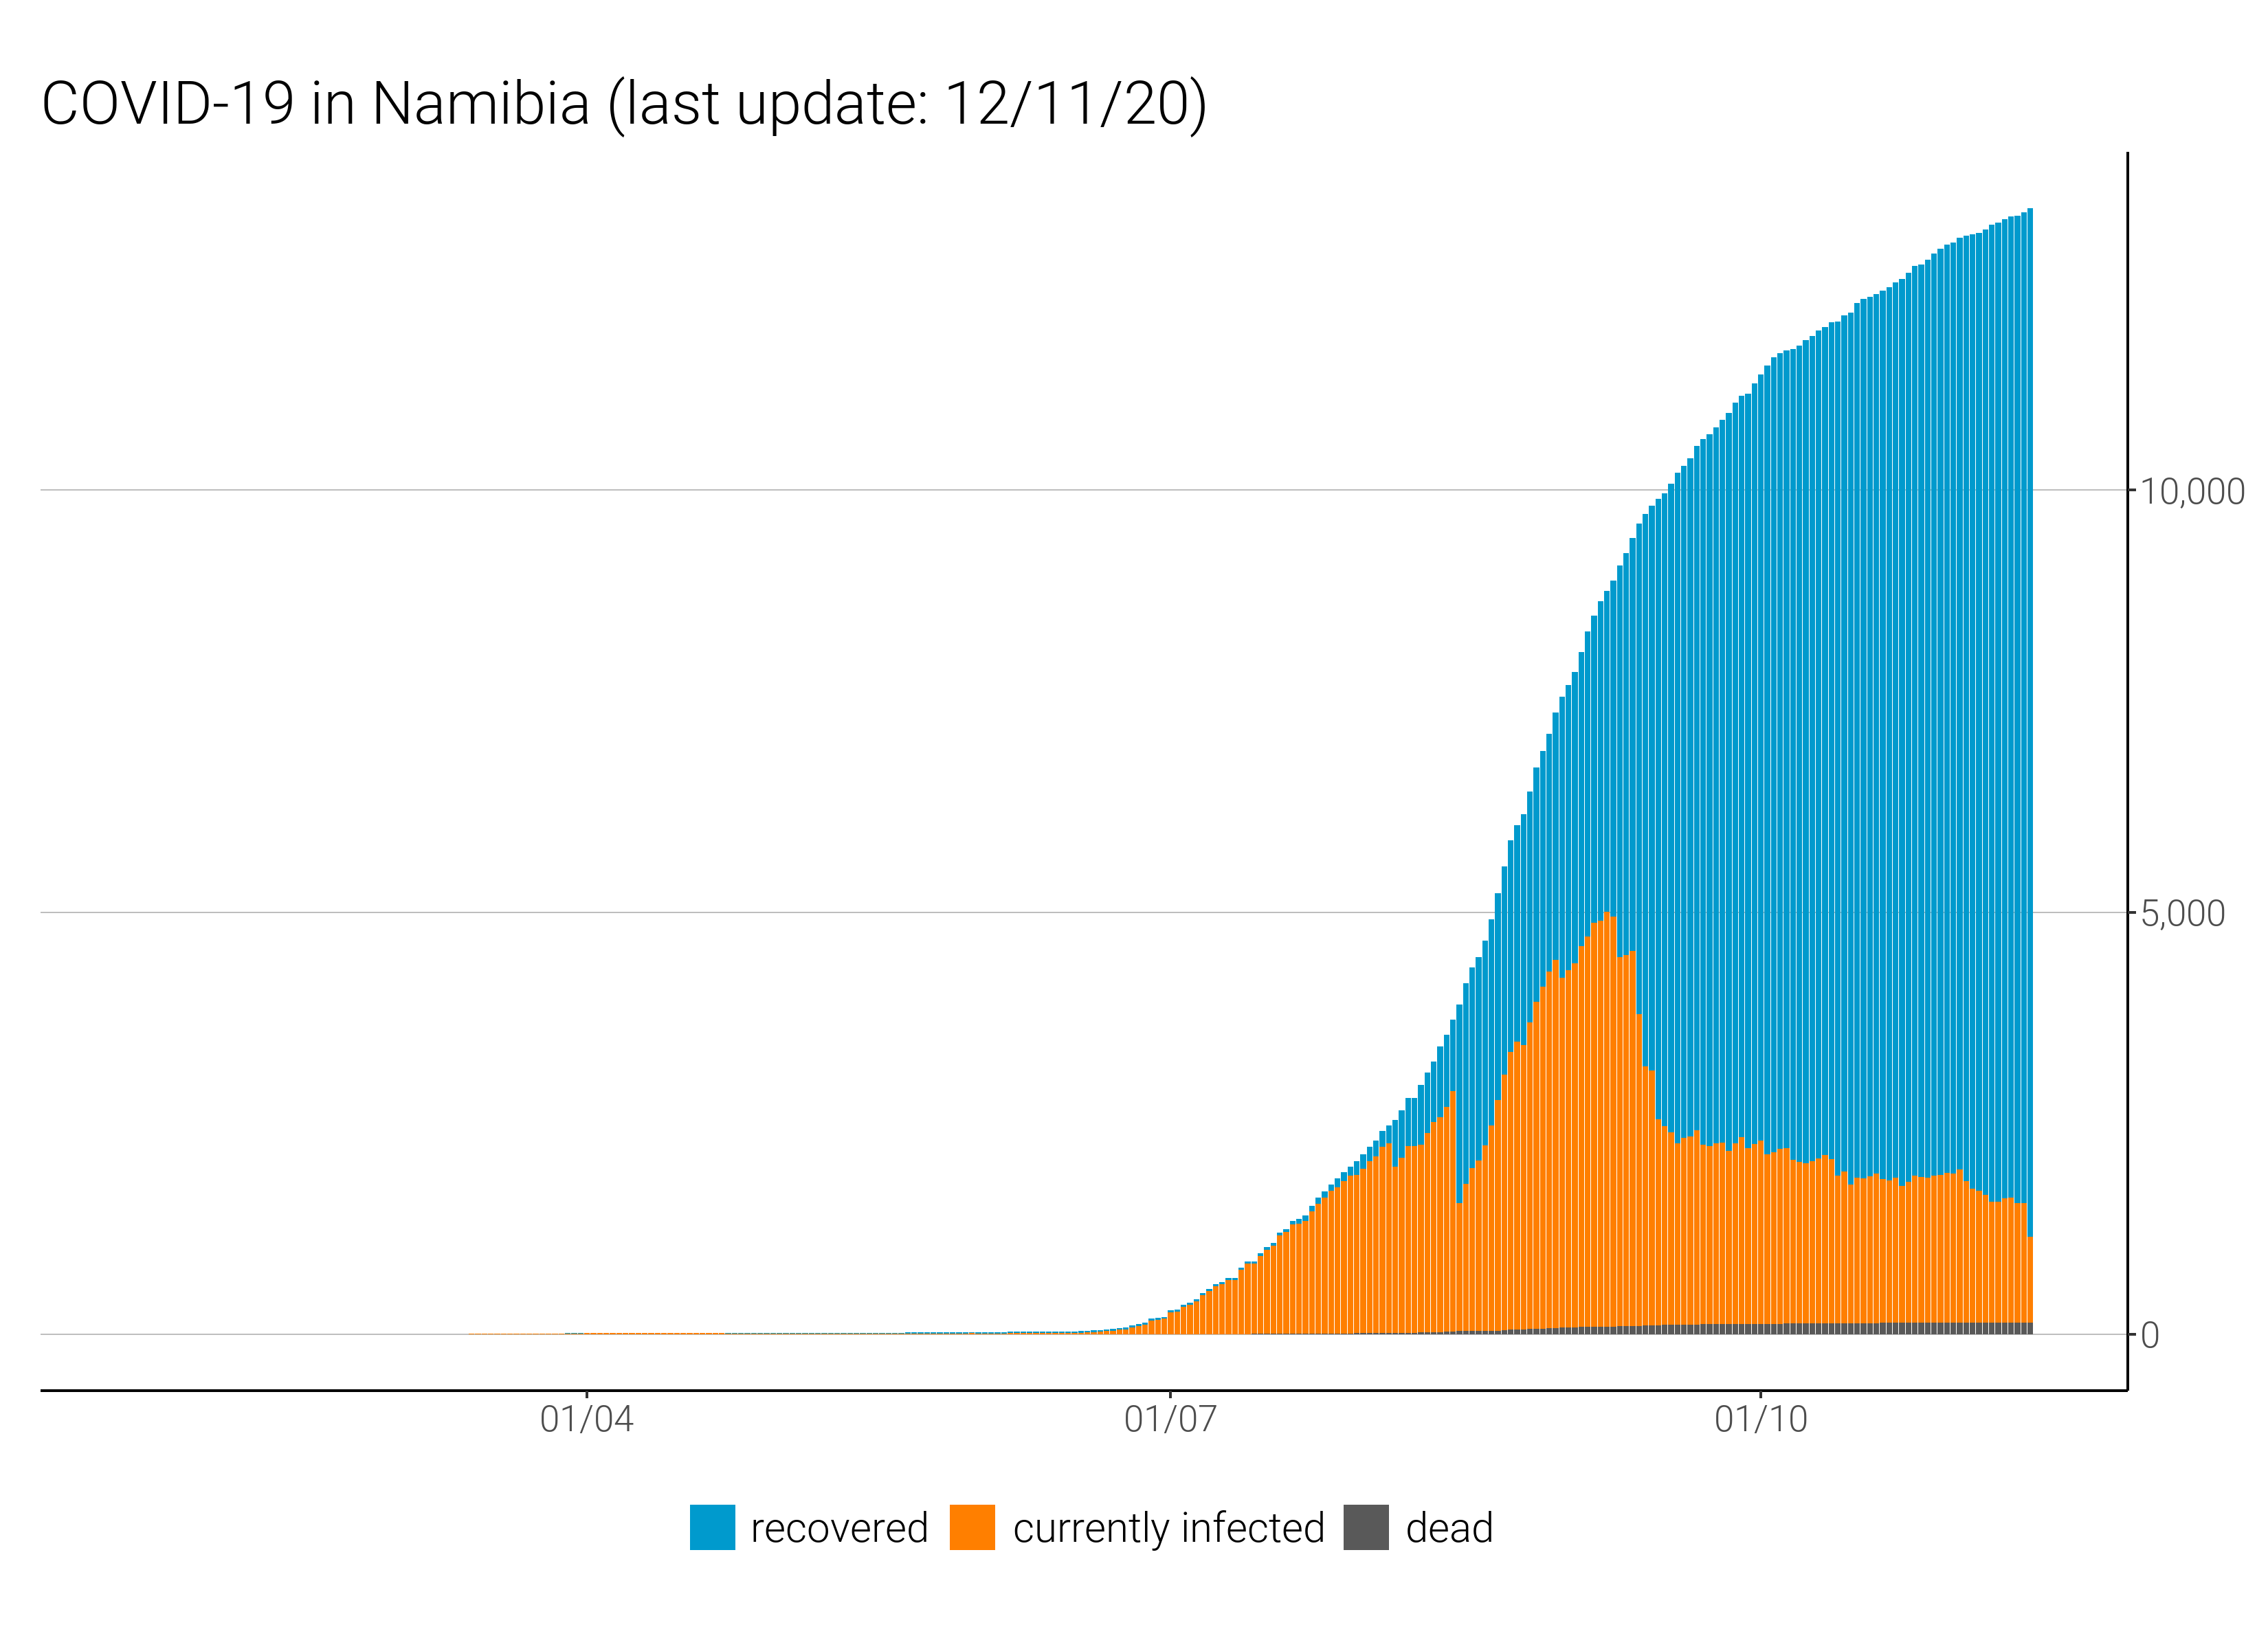 COVID-19 in Namibia (last update: 12/11/20)
10,000
5,000
0
01/04 01/07 01/10
recovered currently infected dead